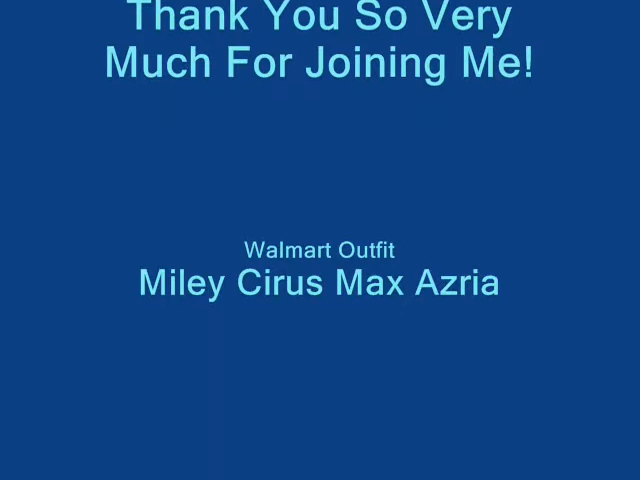 Thank You So Very
Much For Joining Me!
Walmart Outfit
Miley Cirus Max Azria